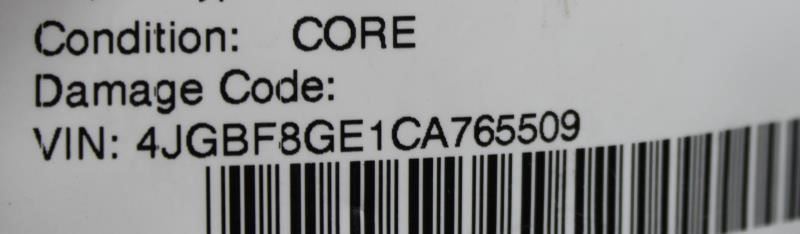 Condition: CORE
Damage Code:
VIN: 4JGBF8GE1CA765509